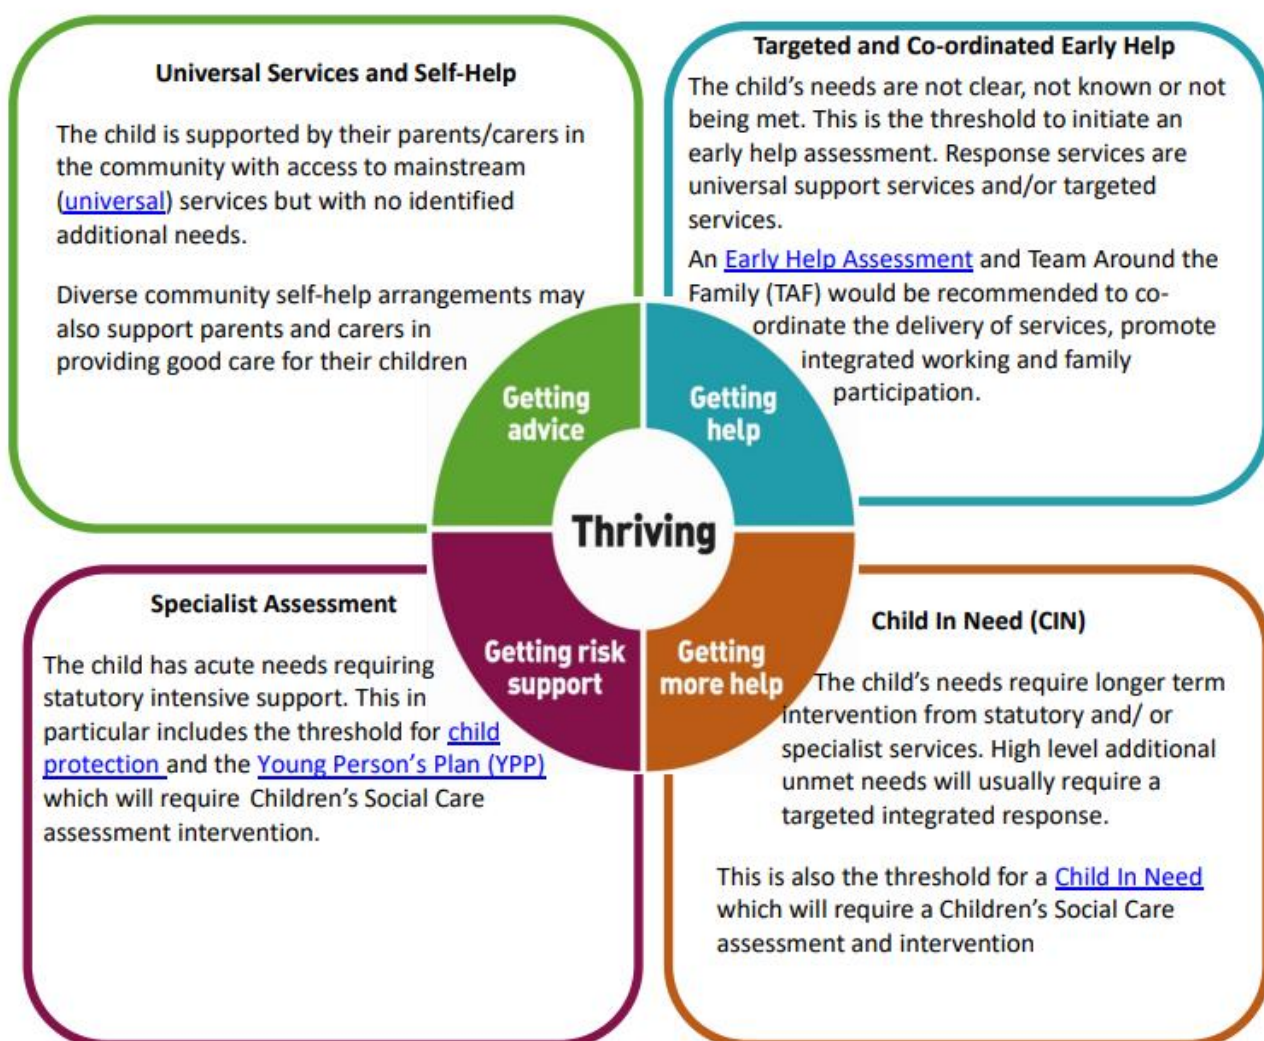 Universal Services and Self-Help
The child is supported by their parents/carers in
the community with access to mainstream
(universal) services but with no identified
additional needs.
Diverse community self-help arrangements may
also support parents and carers in
providing good care for their children
Targeted and Co-ordinated Early Help
The child’s needs are not clear, not known or not
being met. This is the threshold to initiate an
early help assessment. Response services are
universal support services and/or targeted
services.
An Early Help Assessment and Team Around the
Family (TAF) would be recommended to co-
ordinate the delivery of services, promote
integrated working and family
participation.
Getting
advice
Getting
help
Thriving
Getting risk
support
Getting
more help
Specialist Assessment
The child has acute needs requiring
statutory intensive support. This in
particular includes the threshold for child
protection and the Young Person’s Plan (YPP)
which will require Children’s Social Care
assessment intervention.
Child In Need (CIN)
The child’s needs require longer term
intervention from statutory and/ or
specialist services. High level additional
unmet needs will usually require a
targeted integrated response.
This is also the threshold for a Child In Need
which will require a Children’s Social Care
assessment and intervention